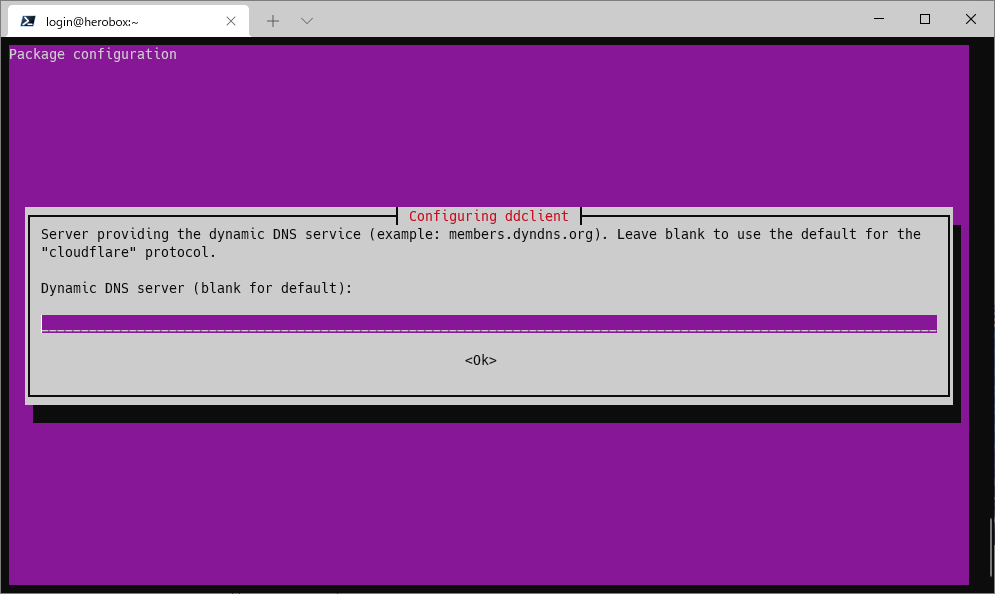 login@herobox:~
Package configuration
Configuring ddclient
Server providing the dynamic DNS service (example: members.dyndns.org). Leave blank to use the default for the
"cloudflare" protocol.
Dynamic DNS server (blank for default):
<Ok>